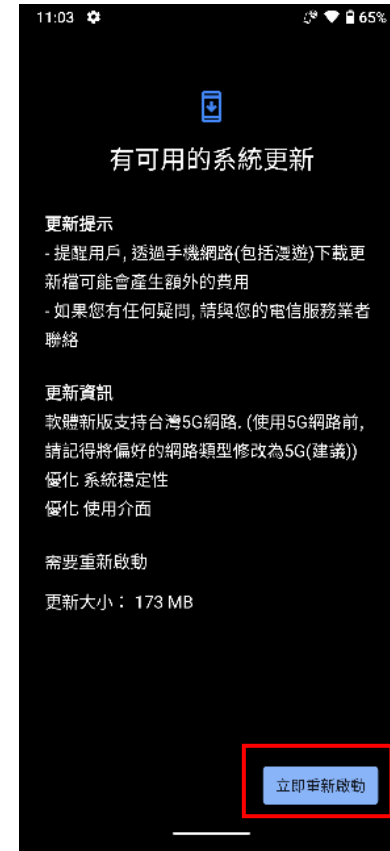 11:03
65%
有可用的系統更新
更新提示
- 提醒用戶, 透過手機網路(包括漫遊)下載更
新檔可能會產生額外的費用
- 如果您有任何疑問, 請與您的電信服務業者
聯絡
更新資訊
軟體新版支持台灣5G網路. (使用5G網路前,
請記得將偏好的網路類型修改為5G(建議))
優化 系統穩定性
優化 使用介面
需要重新啟動
更新大小： 173 MB
立即重新啟動